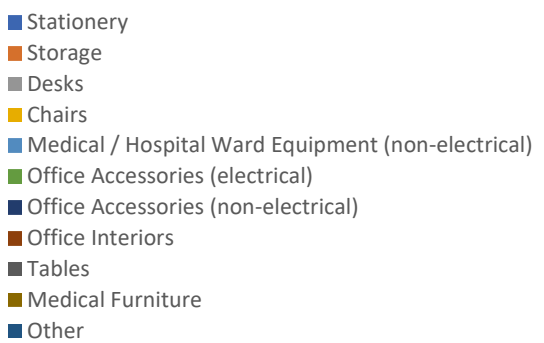 Stationery
Storage
Desks
Chairs
Medical / Hospital Ward Equipment (non-electrical)
Office Accessories (electrical)
Office Accessories (non-electrical)
Office Interiors
Tables
Medical Furniture
Other